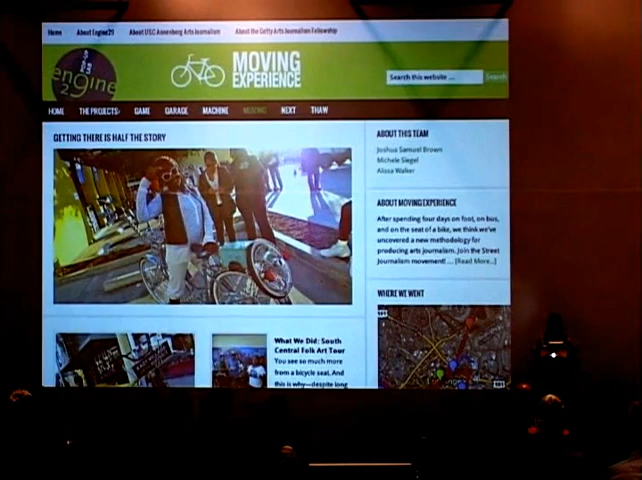 Home About Engine29 About USC Annenberg Arts Journalism About the Getty Arts Journalism Fellowship
engine
29
MOVING
EXPERIENCE
Search this website ...
Search
HOME THE PROJECTS GAME GARAGE MACHINE MOVING NEXT THAW
GETTING THERE IS HALF THE STORY
ABOUT THIS TEAM
Joshua Samuel Brown
Michele Siegel
Alissa Walker
ABOUT MOVING EXPERIENCE
After spending four days on foot, on bus,
and on the seat of a bike, we think we've
uncovered a new methodology for
producing arts journalism. Join the Street
Journalism movement! ... [Read More...]
WHERE WE WENT
101
101
What We Did: South
Central Folk Art Tour
You see so much more
from a bicycle seat. And
this is why—despite long